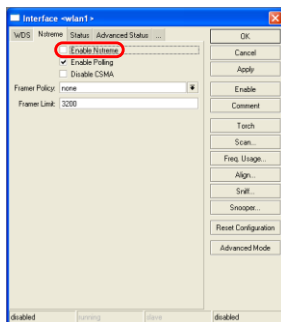 Interface <wlan1>
WDS Nstreme Status Advanced Status ...
Enable Nstreme
Enable Polling
Disable CSMA
Framer Policy: none
Framer Limit: 3200
OK
Cancel
Apply
Enable
Comment
Torch
Scan...
Freq. Usage...
Align...
Sniff...
Snooper...
Reset Configuration
Advanced Mode
disabled running slave disabled